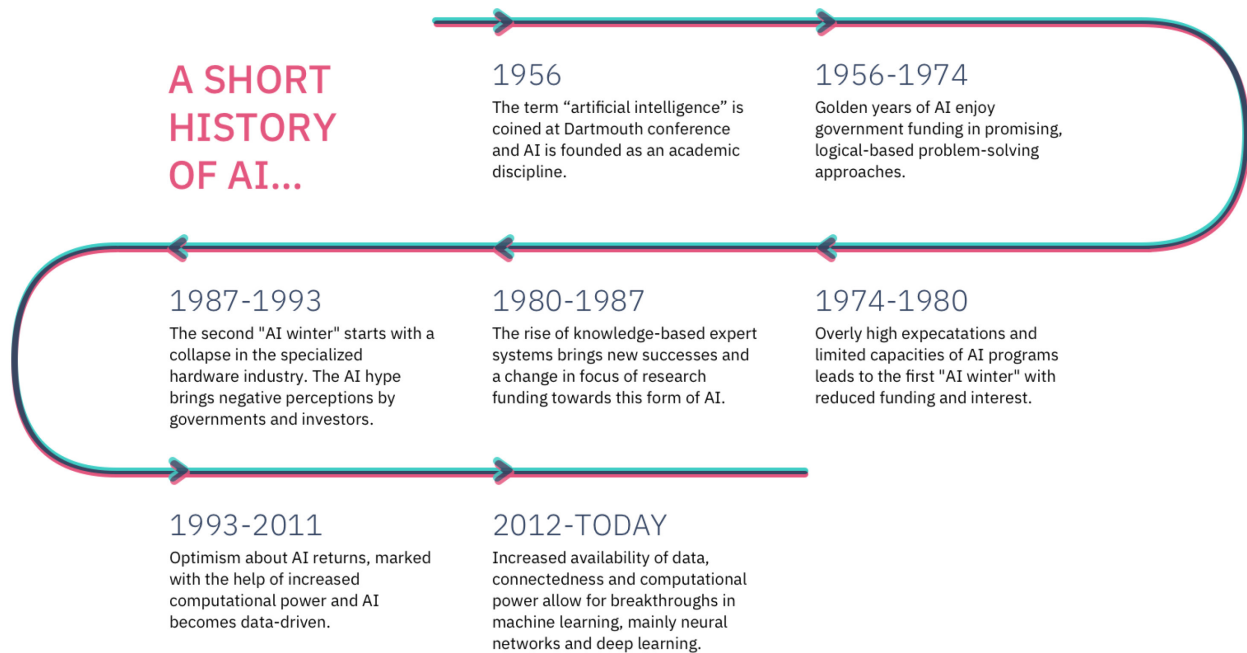 A SHORT
HISTORY
OF AI...
1956
The term “artificial intelligence” is
coined at Dartmouth conference
and AI is founded as an academic
discipline.
1956-1974
Golden years of AI enjoy
government funding in promising,
logical-based problem-solving
approaches.
1974-1980
Overly high expecatations and
limited capacities of AI programs
leads to the first "AI winter" with
reduced funding and interest.
1980-1987
The rise of knowledge-based expert
systems brings new successes and
a change in focus of research
funding towards this form of AI.
1987-1993
The second "AI winter" starts with a
collapse in the specialized
hardware industry. The AI hype
brings negative perceptions by
governments and investors.
1993-2011
Optimism about AI returns, marked
with the help of increased
computational power and AI
becomes data-driven.
2012-TODAY
Increased availability of data,
connectedness and computational
power allow for breakthroughs in
machine learning, mainly neural
networks and deep learning.